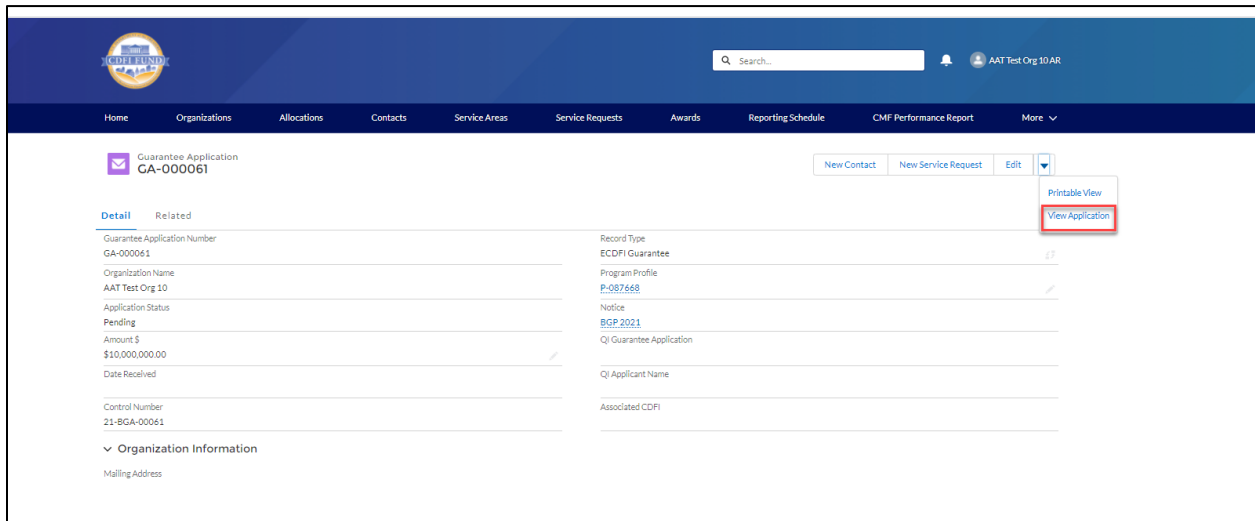 CDFI FUND
Search...
AAT Test Org 10 AR
Home Organizations Allocations Contacts Service Areas Service Requests Awards Reporting Schedule CMF Performance Report More
Guarantee Application
GA-000061
New Contact New Service Request Edit
Printable View
View Application
Detail Related
Guarantee Application Number
GA-000061
Record Type
ECDFI Guarantee
Organization Name
AAT Test Org 10
Program Profile
P-087668
Application Status
Pending
Notice
BGP 2021
Amount $
$10,000,000.00
QI Guarantee Application
Date Received
QI Applicant Name
Control Number
21-BGA-00061
Associated CDFI
Organization Information
Mailing Address